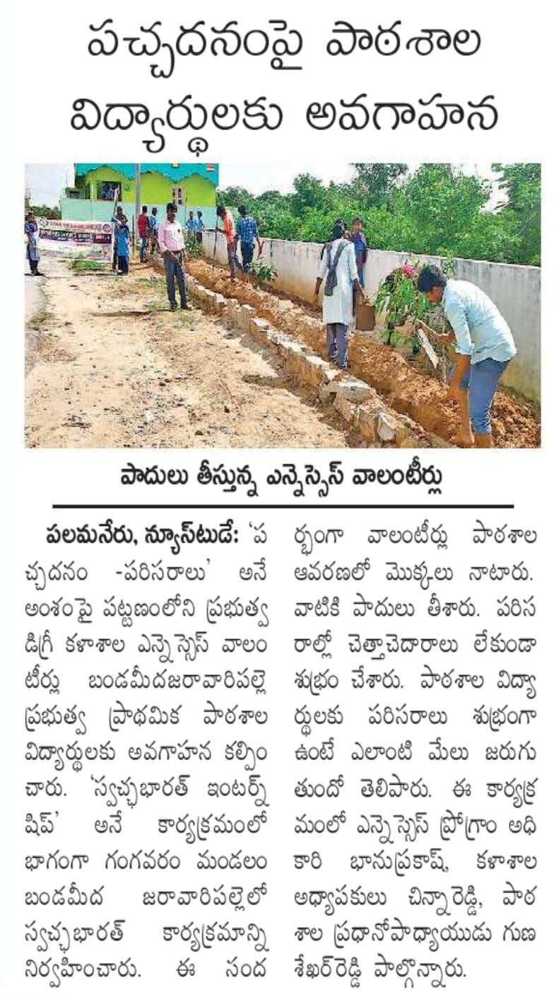 పచ్చదనంపై పాఠశాల
విద్యార్థులకు అవగాహన
పాదులు తీస్తున్న ఎన్నెస్సెస్ వాలంటీర్లు
పలమనేరు, న్యూస్‌టుడే: ‘ప
చ్చదనం -పరిసరాలు’ అనే
అంశంపై పట్టణంలోని ప్రభుత్వ
డిగ్రీ కళాశాల ఎన్నెస్సెస్ వాలం
టీర్లు బండమీదజరావారిపల్లె
ప్రభుత్వ ప్రాథమిక పాఠశాల
విద్యార్థులకు అవగాహన కల్పిం
చారు. ‘స్వచ్ఛభారత్ ఇంటర్న్
షిప్’ అనే కార్యక్రమంలో
భాగంగా గంగవరం మండలం
బండమీద జరావారిపల్లెలో
స్వచ్ఛభారత్ కార్యక్రమాన్ని
నిర్వహించారు. ఈ సంద
ర్భంగా వాలంటీర్లు పాఠశాల
ఆవరణలో మొక్కలు నాటారు.
వాటికి పాదులు తీశారు. పరిస
రాల్లో చెత్తాచెదారాలు లేకుండా
శుభ్రం చేశారు. పాఠశాల విద్యా
ర్థులకు పరిసరాలు శుభ్రంగా
ఉంటే ఎలాంటి మేలు జరుగు
తుందో తెలిపారు. ఈ కార్యక్ర
మంలో ఎన్నెస్సెస్ ప్రోగ్రాం అధి
కారి భానుప్రకాష్, కళాశాల
అధ్యాపకులు చిన్నారెడ్డి, పాఠ
శాల ప్రధానోపాధ్యాయుడు గుణ
శేఖర్‌రెడ్డి పాల్గొన్నారు.